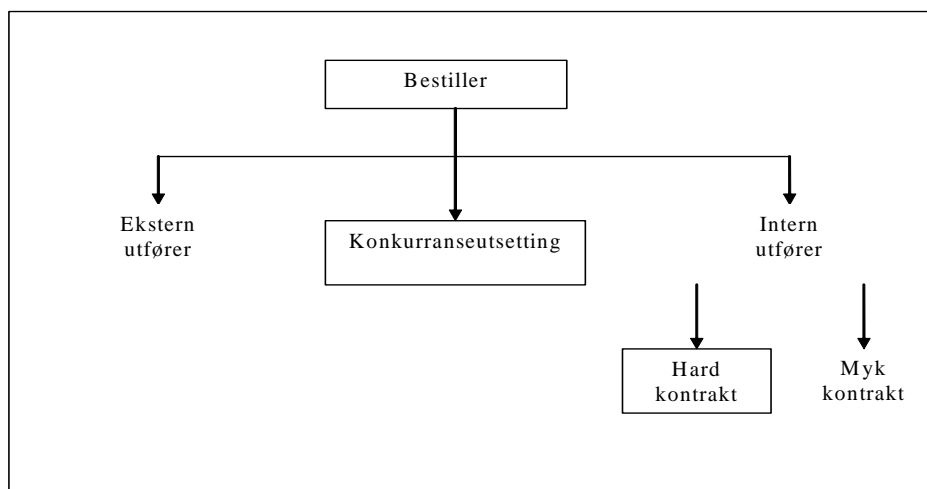 Bestiller
Ekstern
utfører
Konkurranseutsetting
Intern
utfører
Hard
kontrakt
Myk
kontrakt